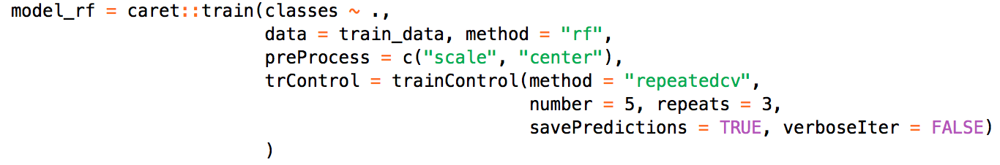 model_rf = caret::train(classes ~ .,
data = train_data, method = "rf",
preProcess = c("scale", "center"),
trControl = trainControl(method = "repeatedcv",
number = 5, repeats = 3,
savePredictions = TRUE, verboseIter = FALSE)
)